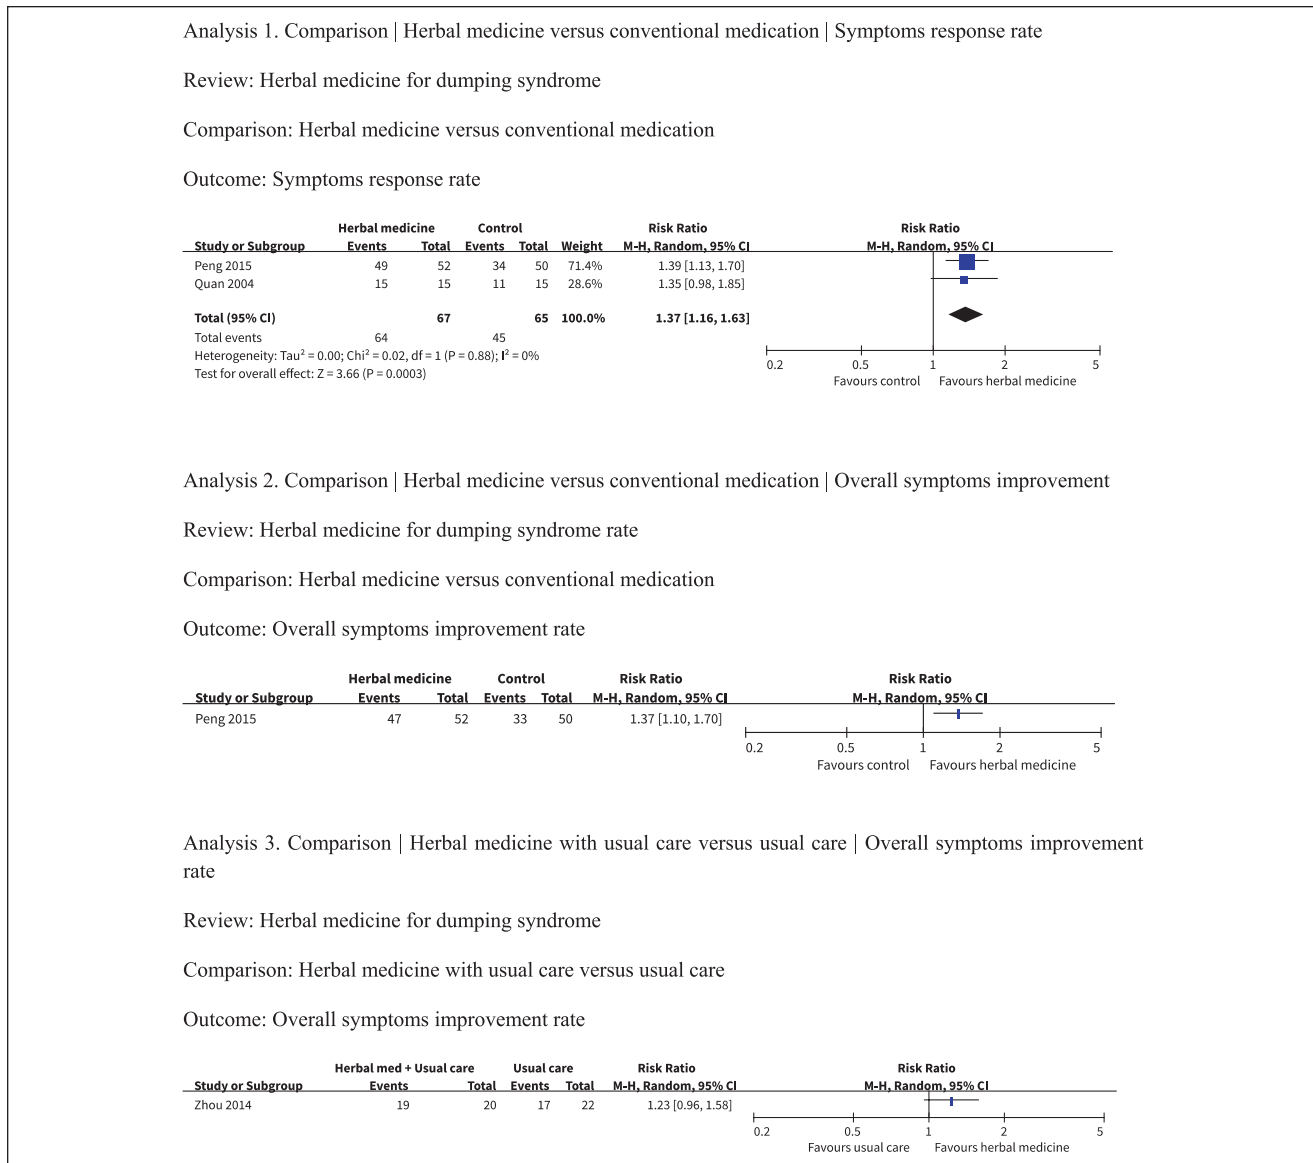 Analysis 1. Comparison | Herbal medicine versus conventional medication | Symptoms response rate
Review: Herbal medicine for dumping syndrome
Comparison: Herbal medicine versus conventional medication
Outcome: Symptoms response rate
Herbal medicine Control Risk Ratio Risk Ratio
Study or Subgroup Events Total Events Total Weight M-H, Random, 95% CI M-H, Random, 95% CI
Peng 2015 49 52 34 50 71.4% 1.39 [1.13, 1.70]
Quan 2004 15 15 11 15 28.6% 1.35 [0.98, 1.85]
Total (95% CI) 67 65 100.0% 1.37 [1.16, 1.63]
Total events 64 45
Heterogeneity: Tau² = 0.00; Chi² = 0.02, df = 1 (P = 0.88); I² = 0%
Test for overall effect: Z = 3.66 (P = 0.0003)
0.2 0.5 1 2 5
Favours control Favours herbal medicine
Analysis 2. Comparison | Herbal medicine versus conventional medication | Overall symptoms improvement
Review: Herbal medicine for dumping syndrome rate
Comparison: Herbal medicine versus conventional medication
Outcome: Overall symptoms improvement rate
Herbal medicine Control Risk Ratio Risk Ratio
Study or Subgroup Events Total Events Total M-H, Random, 95% CI M-H, Random, 95% CI
Peng 2015 47 52 33 50 1.37 [1.10, 1.70]
0.2 0.5 1 2 5
Favours control Favours herbal medicine
Analysis 3. Comparison | Herbal medicine with usual care versus usual care | Overall symptoms improvement
rate
Review: Herbal medicine for dumping syndrome
Comparison: Herbal medicine with usual care versus usual care
Outcome: Overall symptoms improvement rate
Herbal med + Usual care Usual care Risk Ratio Risk Ratio
Study or Subgroup Events Total Events Total M-H, Random, 95% CI M-H, Random, 95% CI
Zhou 2014 19 20 17 22 1.23 [0.96, 1.58]
0.2 0.5 1 2 5
Favours usual care Favours herbal medicine